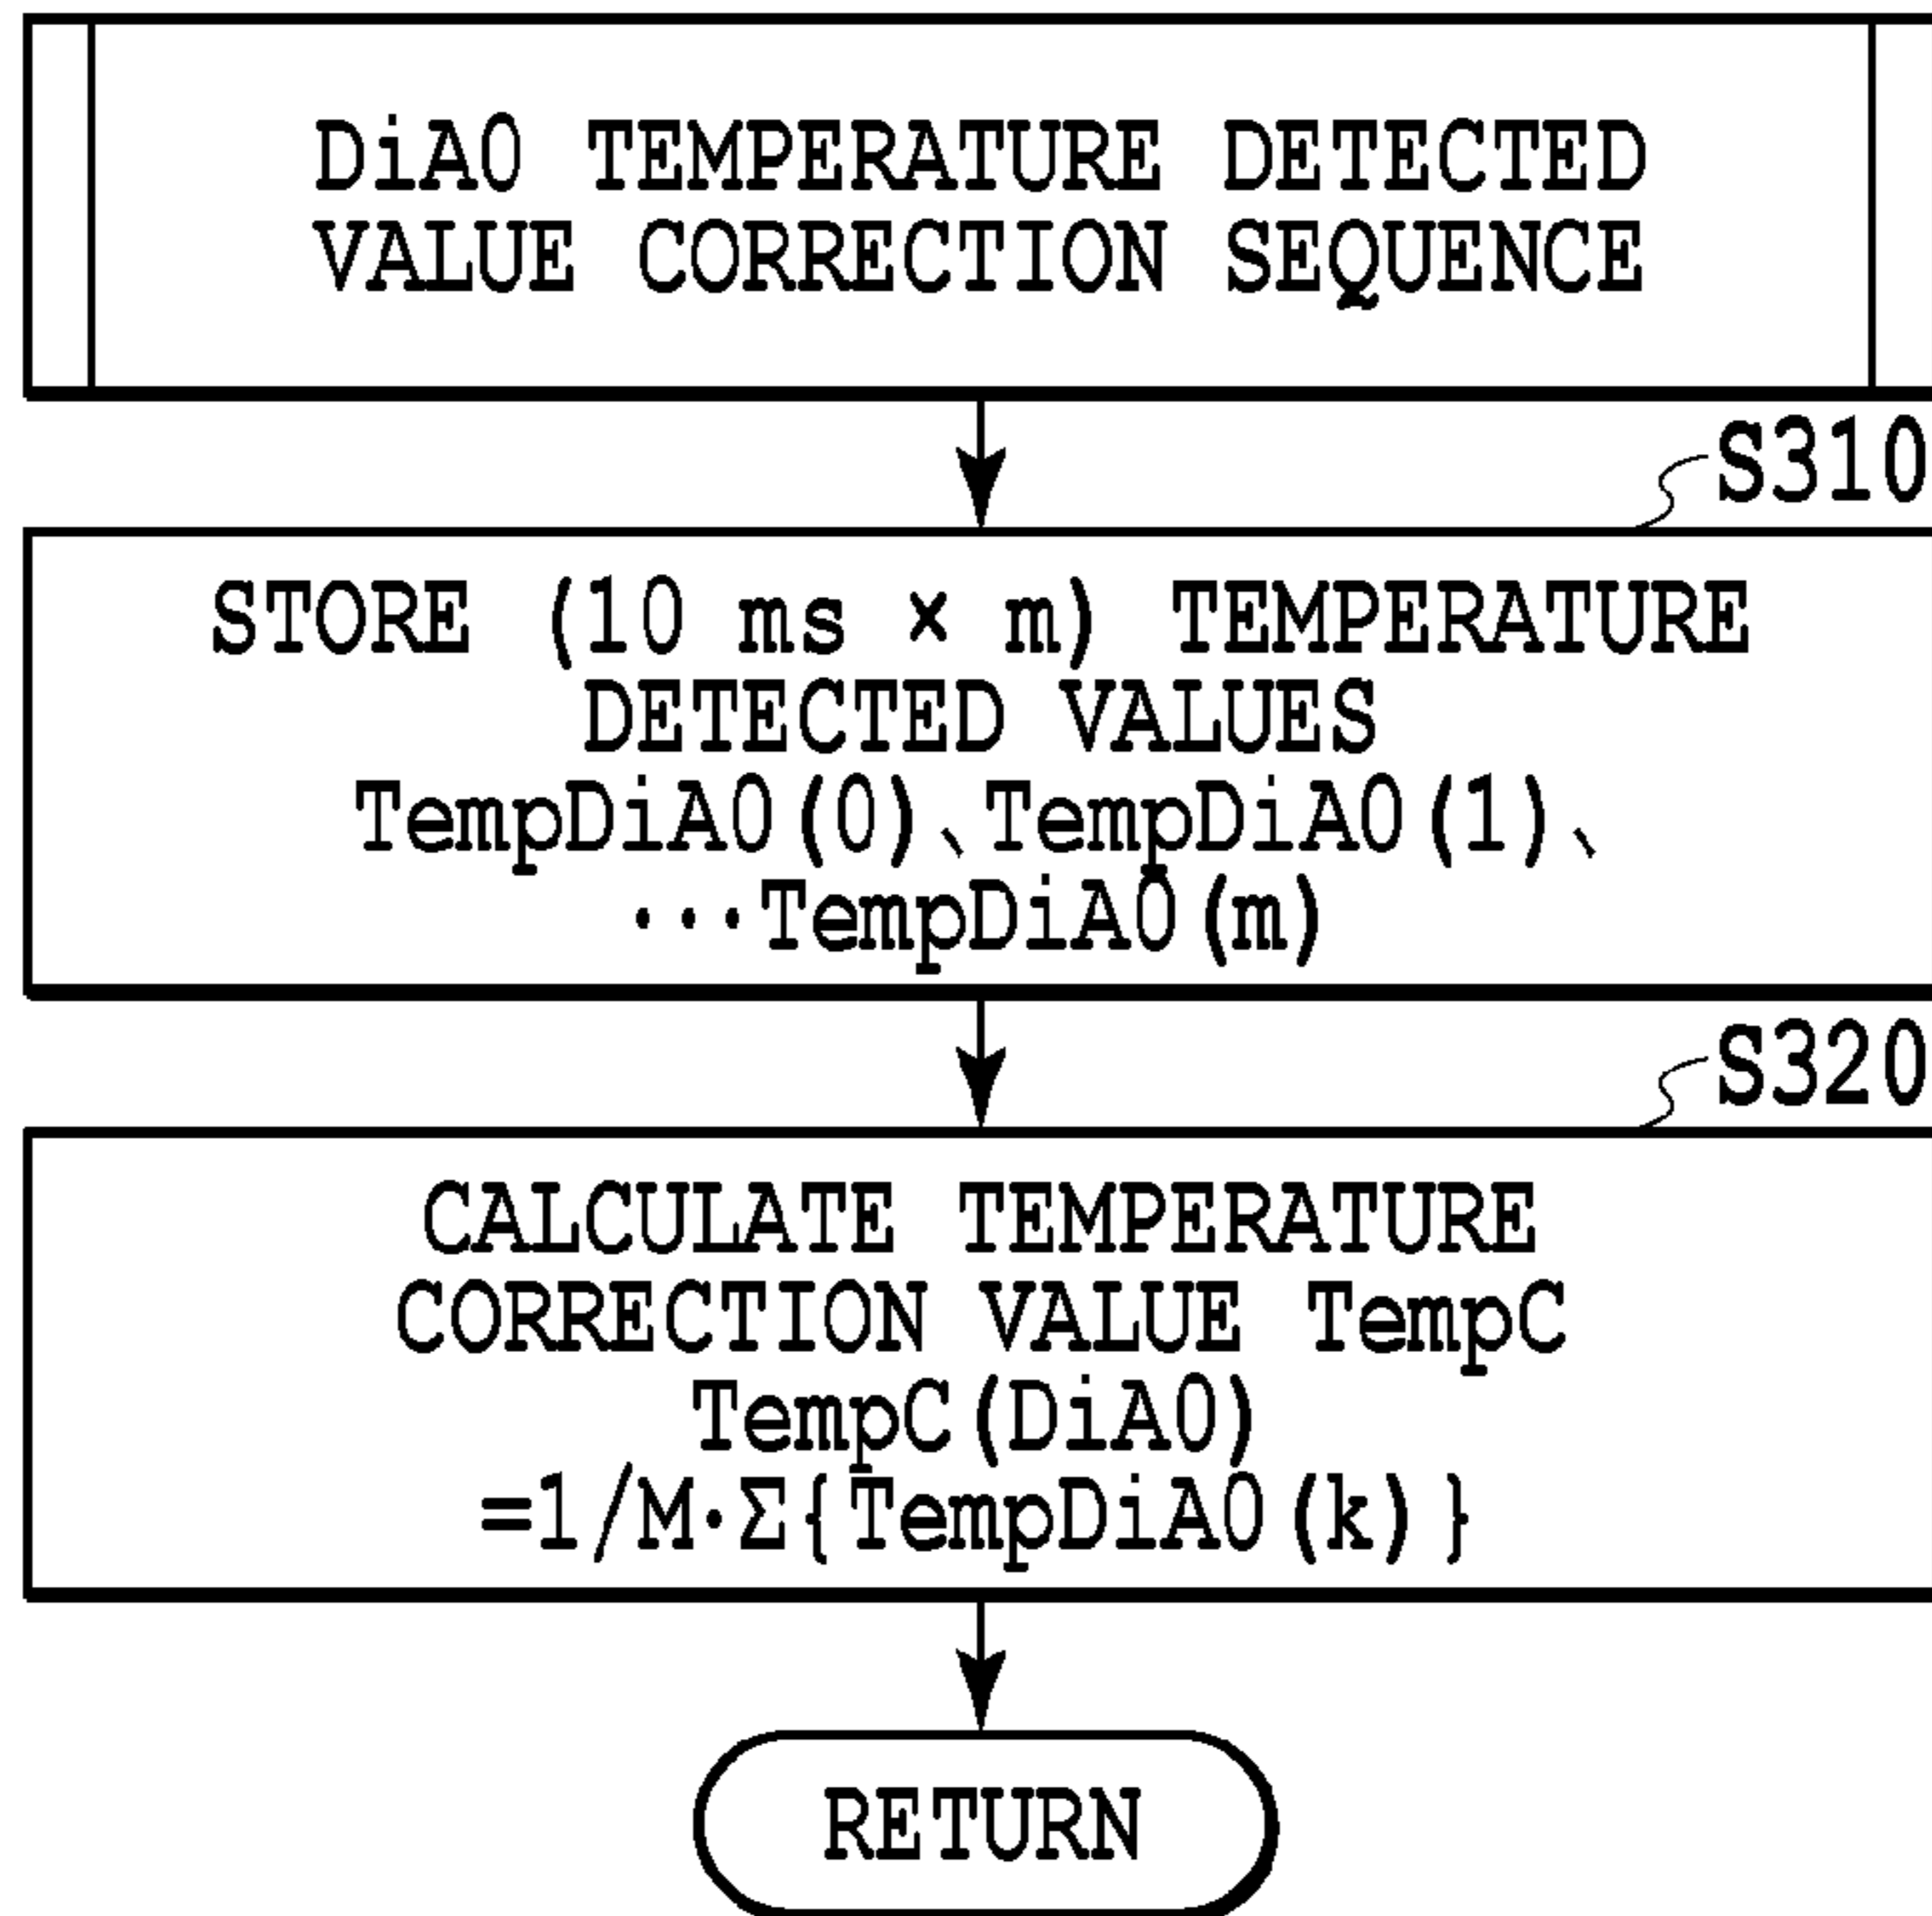 DiA0 TEMPERATURE DETECTED
VALUE CORRECTION SEQUENCE
S310
STORE (10 ms × m) TEMPERATURE
DETECTED VALUES
TempDiA0(0)、TempDiA0(1)、
···TempDiA0(m)
S320
CALCULATE TEMPERATURE
CORRECTION VALUE TempC
TempC(DiA0)
=1/M·Σ{TempDiA0(k)}
RETURN